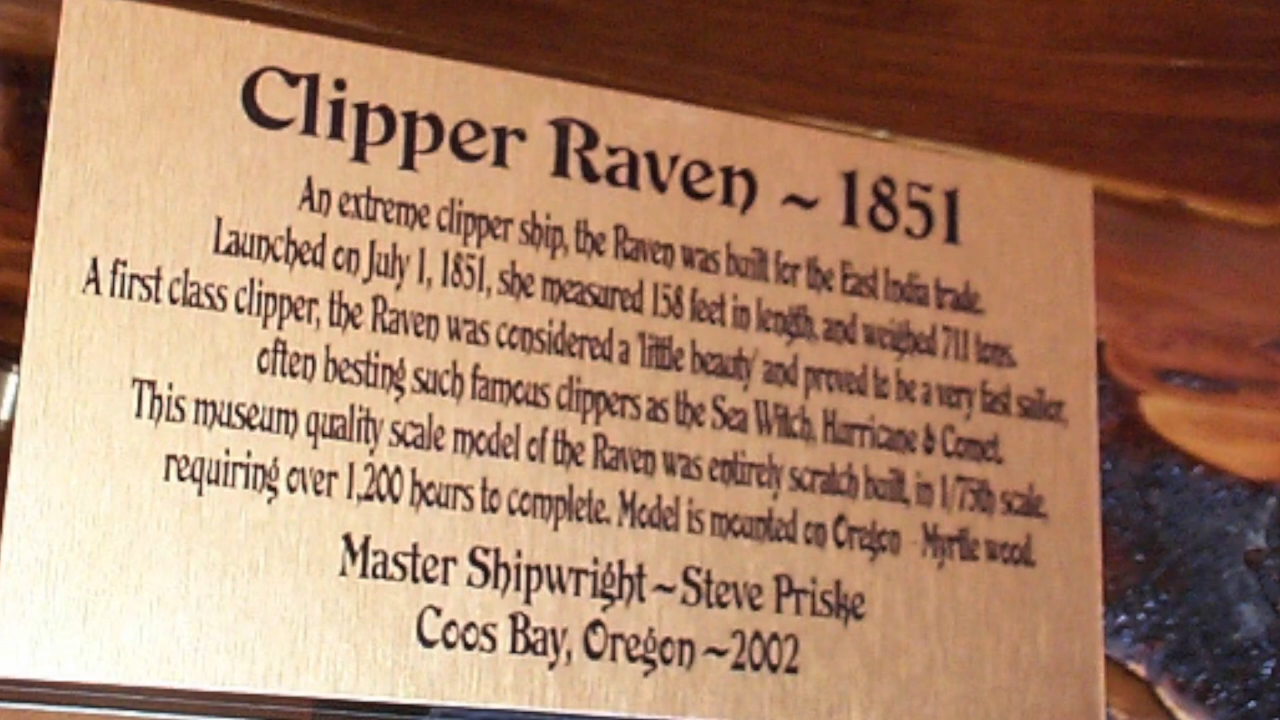 Clipper Raven ~ 1851
An extreme clipper ship, the Raven was built for the East India trade.
Launched on July 1, 1851, she measured 158 feet in length, and weighed 711 tons.
A first class clipper, the Raven was considered a 'little beauty' and proved to be a very fast sailor,
often besting such famous clippers as the Sea Witch, Hurricane & Comet.
This museum quality scale model of the Raven was entirely scratch built, in 1/75th scale,
requiring over 1,200 hours to complete. Model is mounted on Oregon Myrtle wood.
Master Shipwright ~ Steve Priske
Coos Bay, Oregon ~ 2002